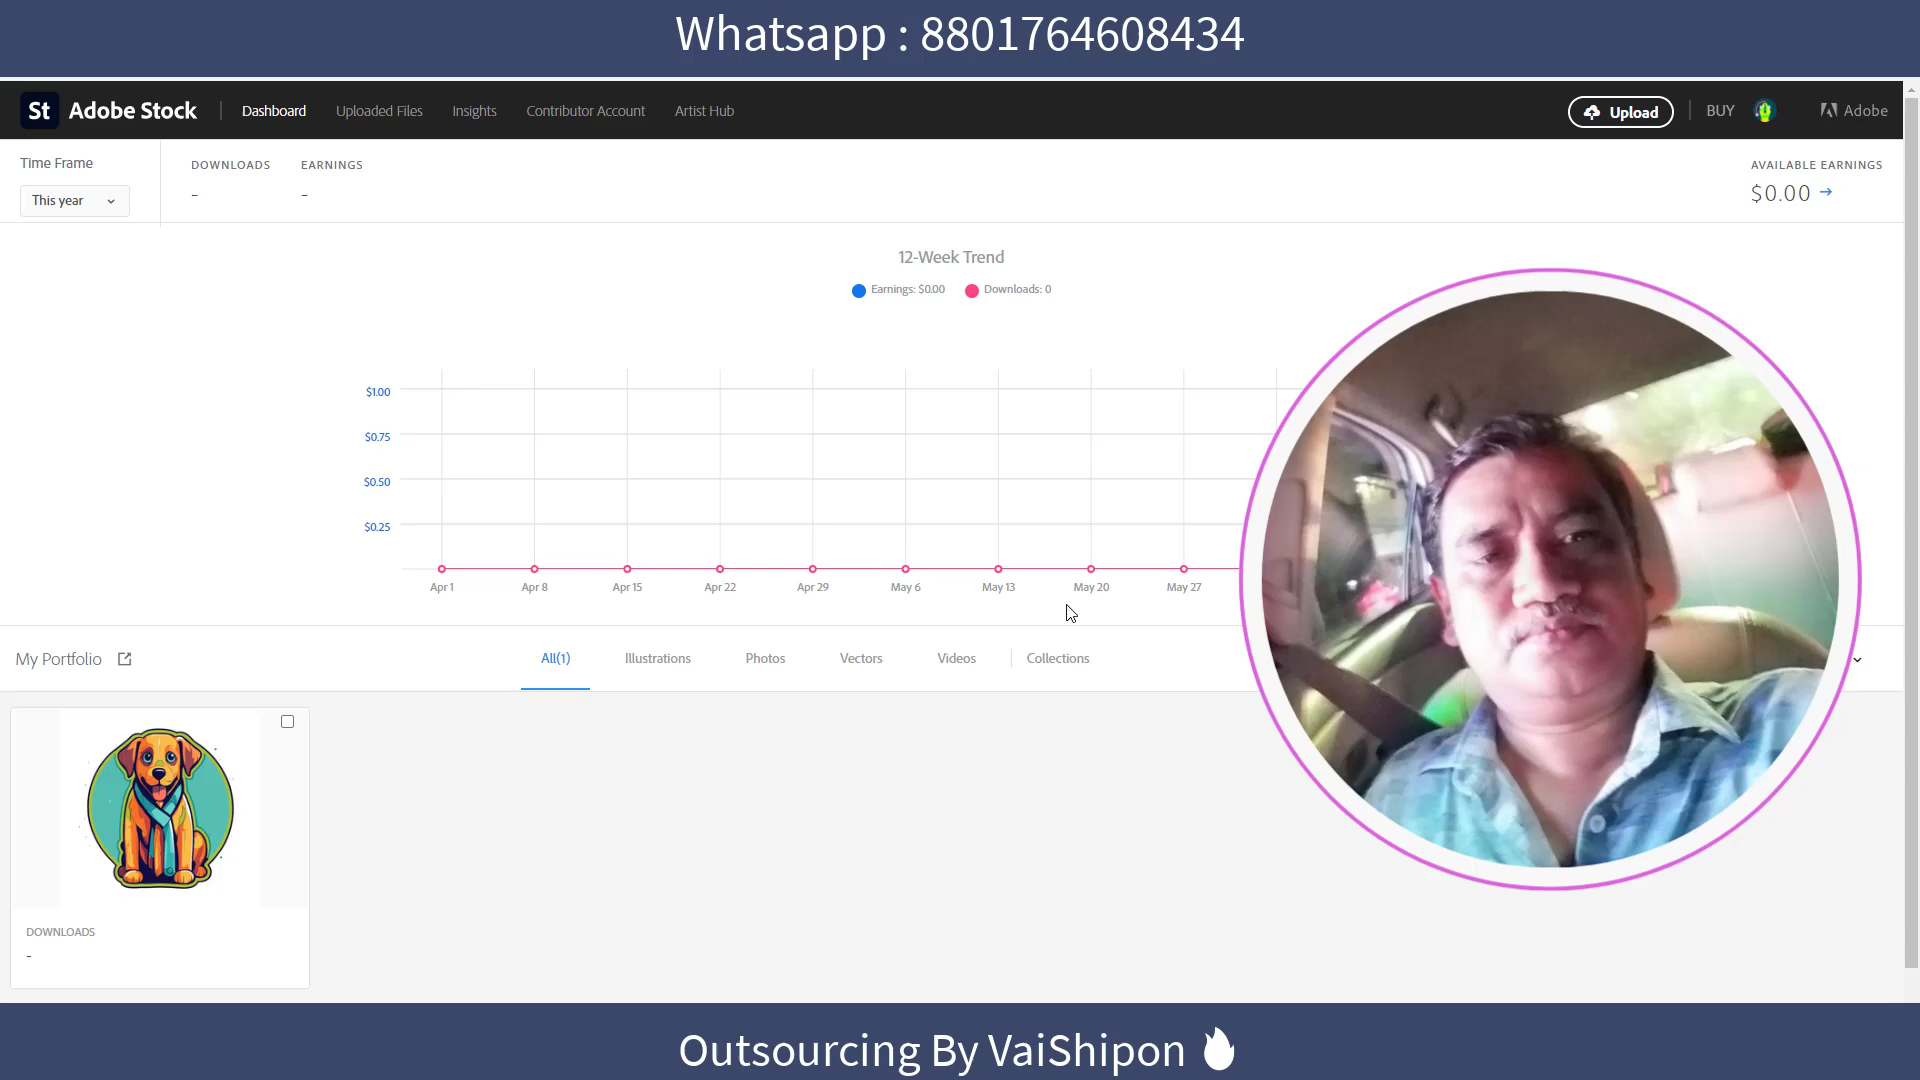 Whatsapp : 8801764608434
St Adobe Stock Dashboard Uploaded Files Insights Contributor Account Artist Hub Upload BUY Adobe
Time Frame DOWNLOADS EARNINGS AVAILABLE EARNINGS
This year - - $0.00
12-Week Trend
Earnings: $0.00 Downloads: 0
$1.00
$0.75
$0.50
$0.25
Apr 1 Apr 8 Apr 15 Apr 22 Apr 29 May 6 May 13 May 20 May 27
My Portfolio All(1) Illustrations Photos Vectors Videos Collections
DOWNLOADS
-
Outsourcing By VaiShipon